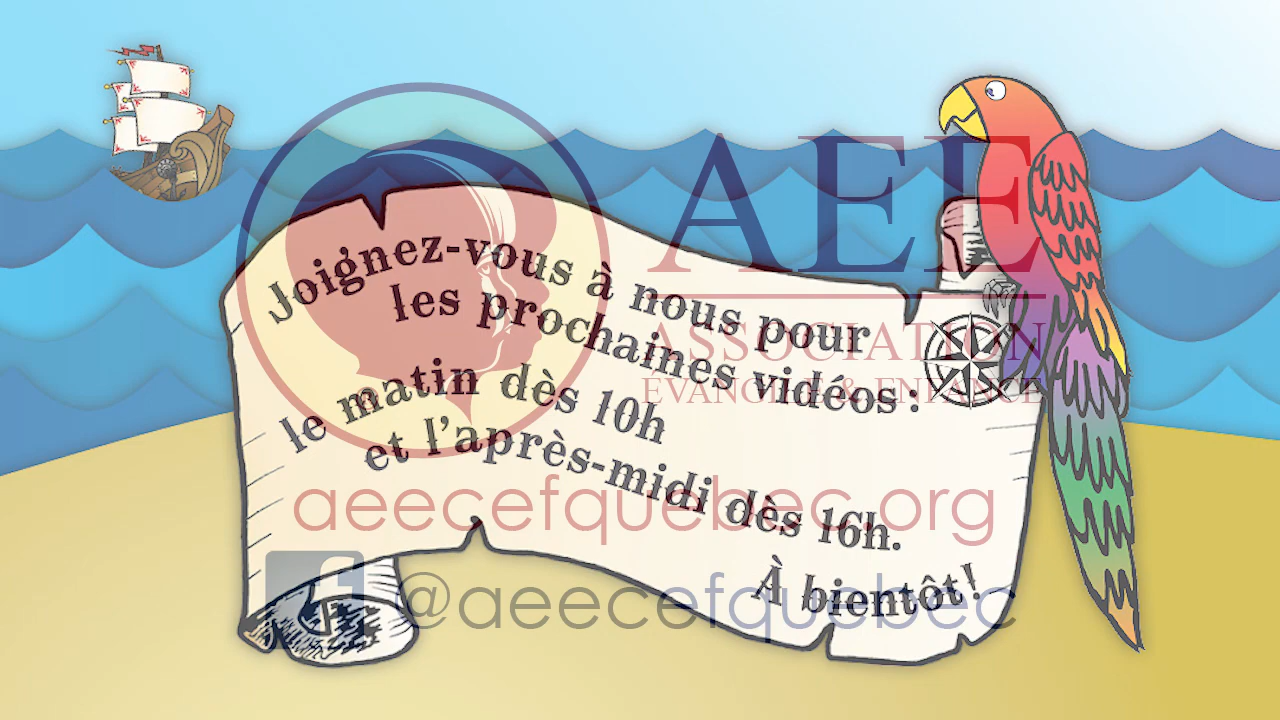 Joignez-vous à nous pour
les prochaines vidéos :
le matin dès 10h
et l'après-midi dès 16h.
À bientôt!
AEE
ASSOCIATION
ÉVANGILE & ENFANCE
aeecefquebec.org
f @aeecefquebec